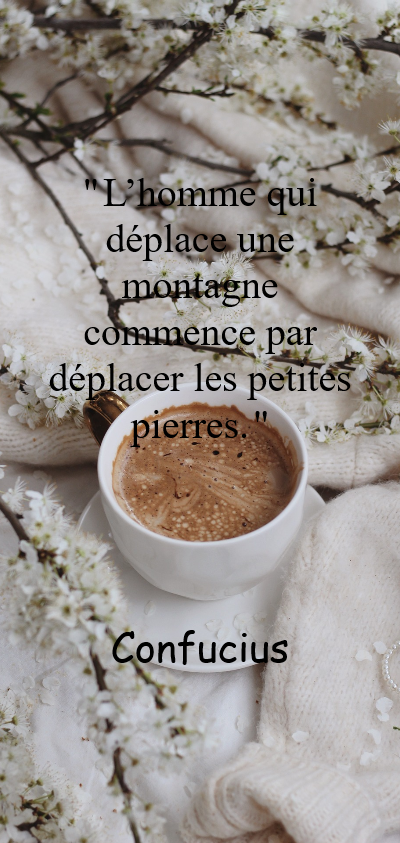 "L’homme qui
déplace une
montagne
commence par
déplacer les petites
pierres."
Confucius